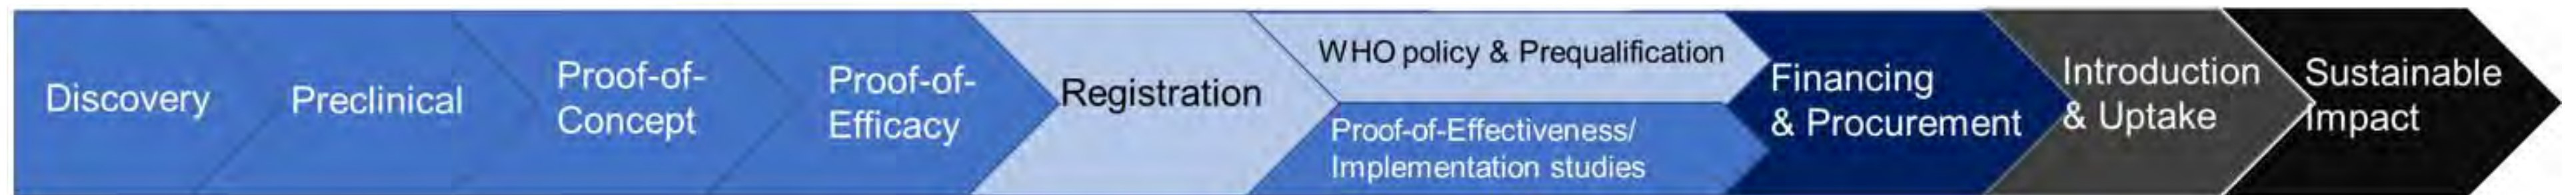 Discovery
Preclinical
Proof-of-
Concept
Proof-of-
Efficacy
Registration
WHO policy & Prequalification
Proof-of-Effectiveness/
Implementation studies
Financing
& Procurement
Introduction
& Uptake
Sustainable
Impact